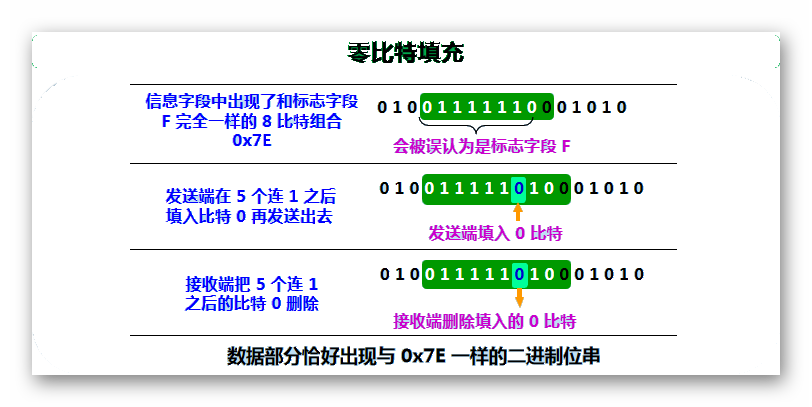 零比特填充
信息字段中出现了和标志字段
F 完全一样的 8 比特组合
0x7E
0 1 0 0 1 1 1 1 1 1 0 0 0 1 0 1 0
会被误认为是标志字段 F
发送端在 5 个连 1 之后
填入比特 0 再发送出去
0 1 0 0 1 1 1 1 1 0 1 0 0 0 1 0 1 0
发送端填入 0 比特
接收端把 5 个连 1
之后的比特 0 删除
0 1 0 0 1 1 1 1 1 0 1 0 0 0 1 0 1 0
接收端删除填入的 0 比特
数据部分恰好出现与 0x7E 一样的二进制位串